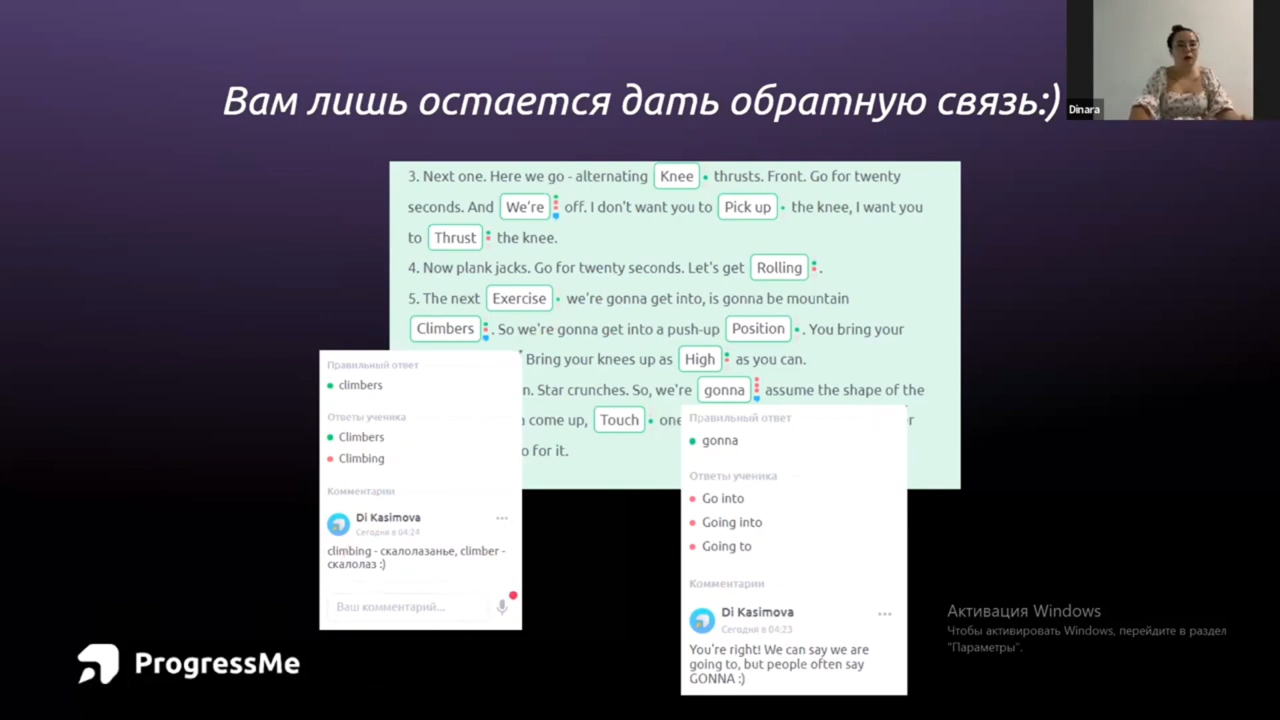 Вам лишь остается дать обратную связь:)
Dinara
3. Next one. Here we go - alternating Knee thrusts. Front. Go for twenty
seconds. And We're off. I don't want you to Pick up the knee, I want you
to Thrust the knee.
4. Now plank jacks. Go for twenty seconds. Let's get Rolling .
5. The next Exercise we're gonna get into, is gonna be mountain
Climbers . So we're gonna get into a push-up Position . You bring your
Bring your knees up as High as you can.
n. Star crunches. So, we're gonna assume the shape of the
come up, Touch one
r
o for it.
Правильный ответ
climbers
Ответы ученика
Climbers
Climbing
Комментарии
Di Kasimova
Сегодня в 04:24
climbing - скалолазанье, climber -
скалолаз :)
Ваш комментарий...
Правильный ответ
gonna
Ответы ученика
Go into
Going into
Going to
Комментарии
Di Kasimova
Сегодня в 04:23
You're right! We can say we are
going to, but people often say
GONNA :)
Активация Windows
Чтобы активировать Windows, перейдите в раздел
"Параметры".
ProgressMe